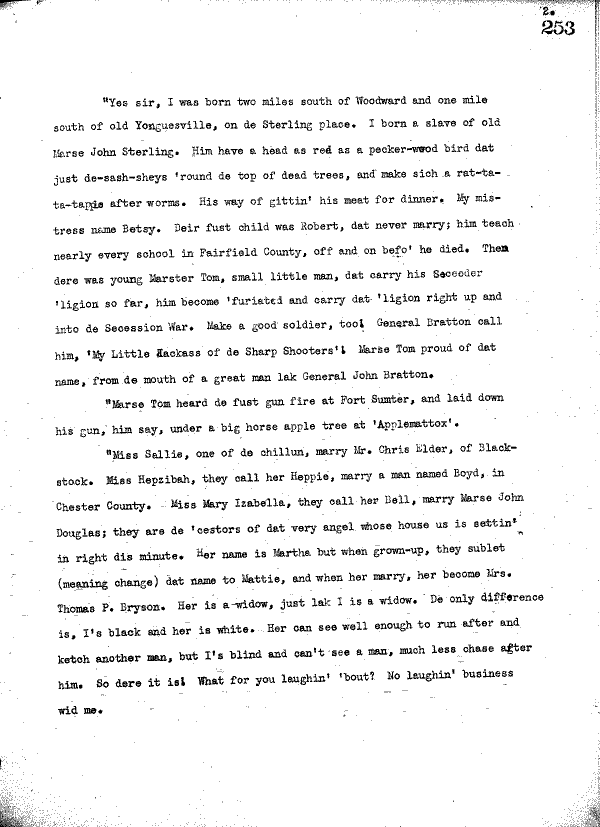 2.
253
"Yes sir, I was born two miles south of Woodward and one mile
south of old Yonguesville, on de Sterling place. I born a slave of old
Marse John Sterling. Him have a head as red as a pecker-wood bird dat
just de-sash-sheys 'round de top of dead trees, and make sich a rat-ta-
ta-tappin after worms. His way of gittin' his meat for dinner. My mis-
tress name Betsy. Deir fust child was Robert, dat never marry; him teach
nearly every school in Fairfield County, off and on befo' he died. Then
dere was young Marster Tom, small little man, dat carry his Seceeder
'ligion so far, him become 'furiated and carry dat 'ligion right up and
into de Secession War. Make a good soldier, too! General Bratton call
him, 'My Little Jackass of de Sharp Shooters'! Marse Tom proud of dat
name, from de mouth of a great man lak General John Bratton.
"Marse Tom heard de fust gun fire at Fort Sumter, and laid down
his gun, him say, under a big horse apple tree at 'Applemattox'.
"Miss Sallie, one of de chillun, marry Mr. Chris Elder, of Black-
stock. Miss Hepzibah, they call her Heppie, marry a man named Boyd, in
Chester County. Miss Mary Izabella, they call her Bell, marry Marse John
Douglas; they are de 'cestors of dat very angel whose house us is settin'
in right dis minute. Her name is Martha but when grown-up, they sublet
(meaning change) dat name to Mattie, and when her marry, her become Mrs.
Thomas P. Bryson. Her is a widow, just lak I is a widow. De only difference
is, I's black and her is white. Her can see well enough to run after and
ketch another man, but I's blind and can't see a man, much less chase after
him. So dere it is! What for you laughin' 'bout? No laughin' business
wid me.